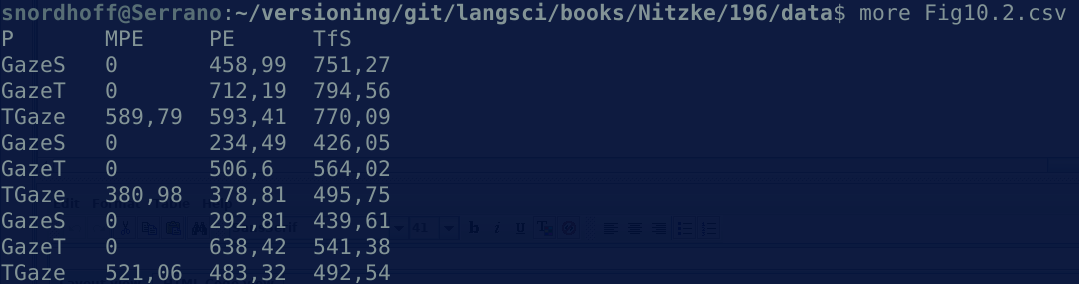 snordhoff@Serrano:~/versioning/git/langsci/books/Nitzke/196/data$ more Fig10.2.csv
P MPE PE TfS
GazeS 0 458,99 751,27
GazeT 0 712,19 794,56
TGaze 589,79 593,41 770,09
GazeS 0 234,49 426,05
GazeT 0 506,6 564,02
TGaze 380,98 378,81 495,75
GazeS 0 292,81 439,61
GazeT 0 638,42 541,38
TGaze 521,06 483,32 492,54